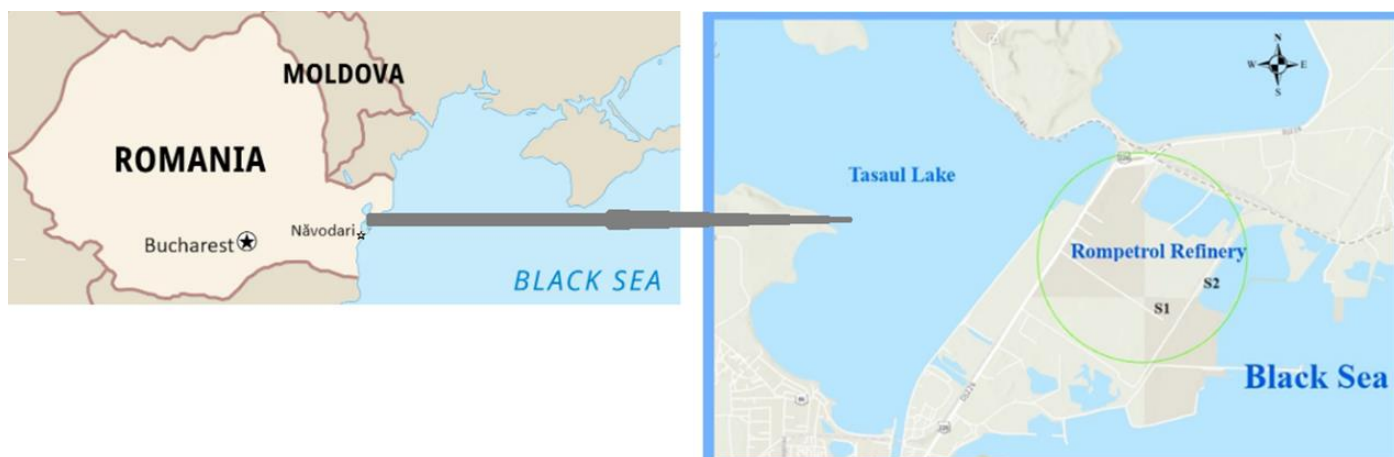 MOLDOVA
ROMANIA
Năvodari
Bucharest
BLACK SEA
N
W E
S
Tasaul Lake
Rompetrol Refinery
S2
S1
Black Sea